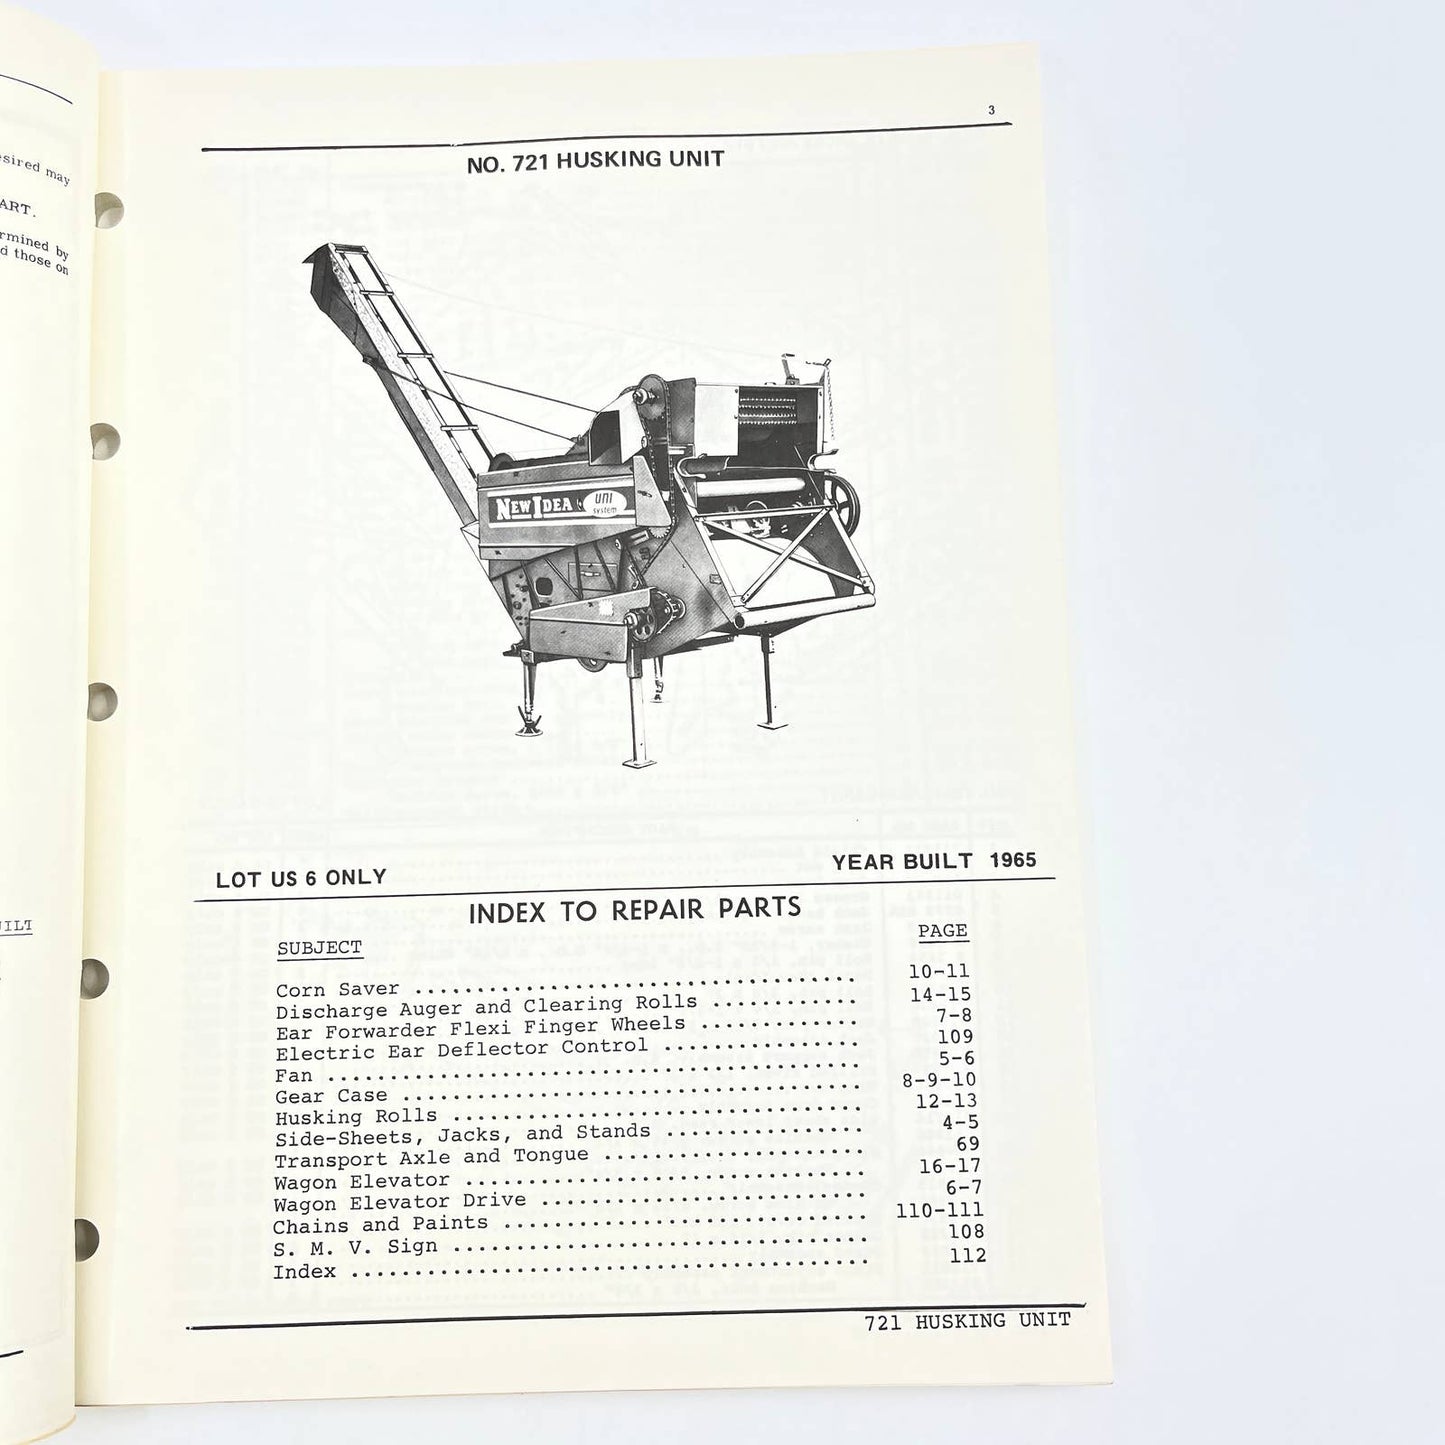 esired may
ART.
rmined by
d those on
UILT
3
NO. 721 HUSKING UNIT
NEW IDEA UNI system
LOT US 6 ONLY
YEAR BUILT 1965
INDEX TO REPAIR PARTS
SUBJECT PAGE
Corn Saver .................................... 10-11
Discharge Auger and Clearing Rolls ............ 14-15
Ear Forwarder Flexi Finger Wheels ............. 7-8
Electric Ear Deflector Control ................ 109
Fan ........................................... 5-6
Gear Case ..................................... 8-9-10
Husking Rolls ................................. 12-13
Side-Sheets, Jacks, and Stands ................ 4-5
Transport Axle and Tongue ..................... 69
Wagon Elevator ................................ 16-17
Wagon Elevator Drive .......................... 6-7
Chains and Paints ............................. 110-111
S. M. V. Sign ................................. 108
Index ......................................... 112
721 HUSKING UNIT